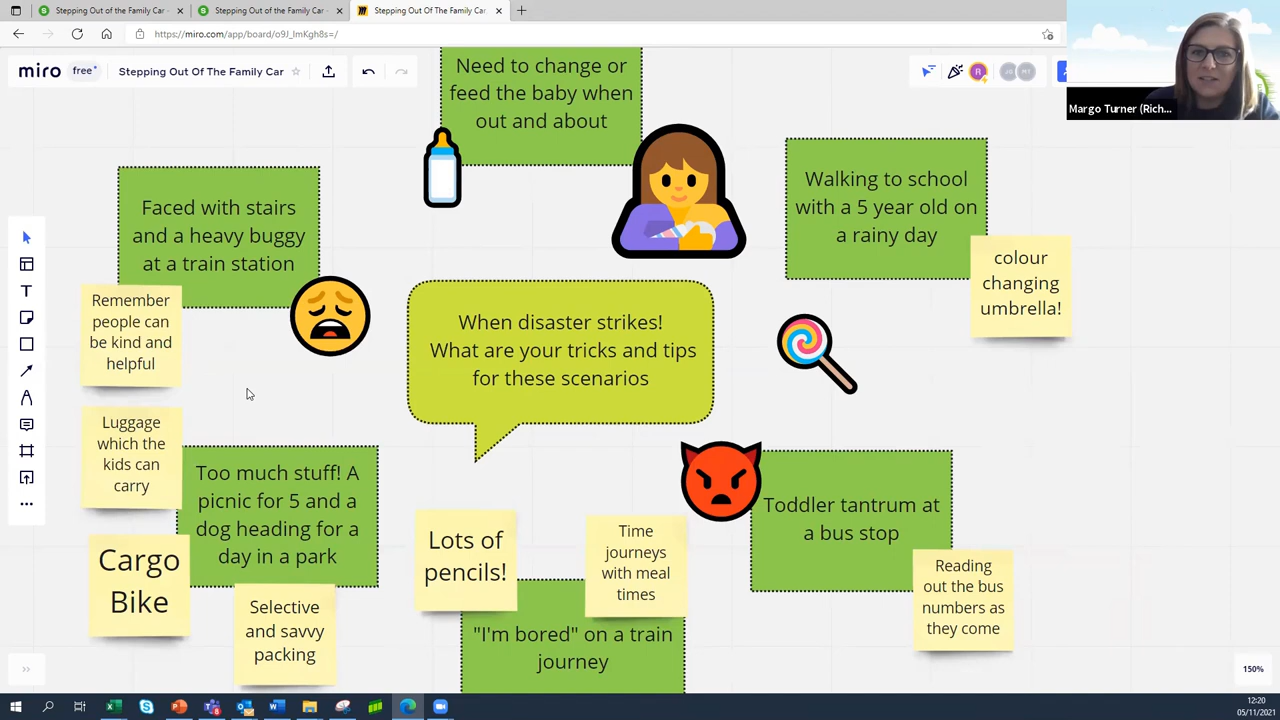 Stepping Out of the Family Car -
Stepping Out of the Family Car -
Stepping Out Of The Family Car,
https://miro.com/app/board/o9J_lmKgh8s=/
miro
free
Stepping Out Of The Family Car
R
JG
MT
Margo Turner (Rich...
Need to change or
feed the baby when
out and about
Faced with stairs
and a heavy buggy
at a train station
Walking to school
with a 5 year old on
a rainy day
colour
changing
umbrella!
Remember
people can
be kind and
helpful
When disaster strikes!
What are your tricks and tips
for these scenarios
Luggage
which the
kids can
carry
Too much stuff! A
picnic for 5 and a
dog heading for a
day in a park
Cargo
Bike
Selective
and savvy
packing
Lots of
pencils!
Time
journeys
with meal
times
"I'm bored" on a train
journey
Toddler tantrum at
a bus stop
Reading
out the bus
numbers as
they come
150%
12:20
05/11/2021